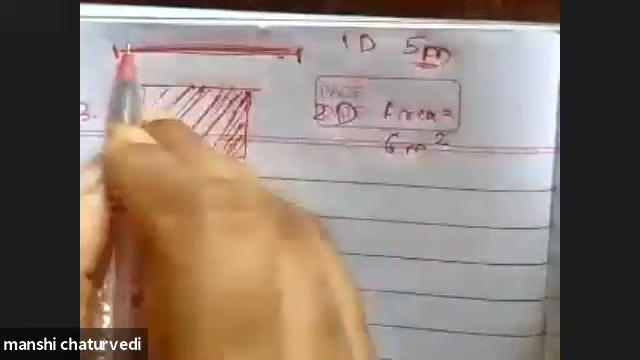 1D 5m
PAGE
2D Area =
6m²
manshi chaturvedi